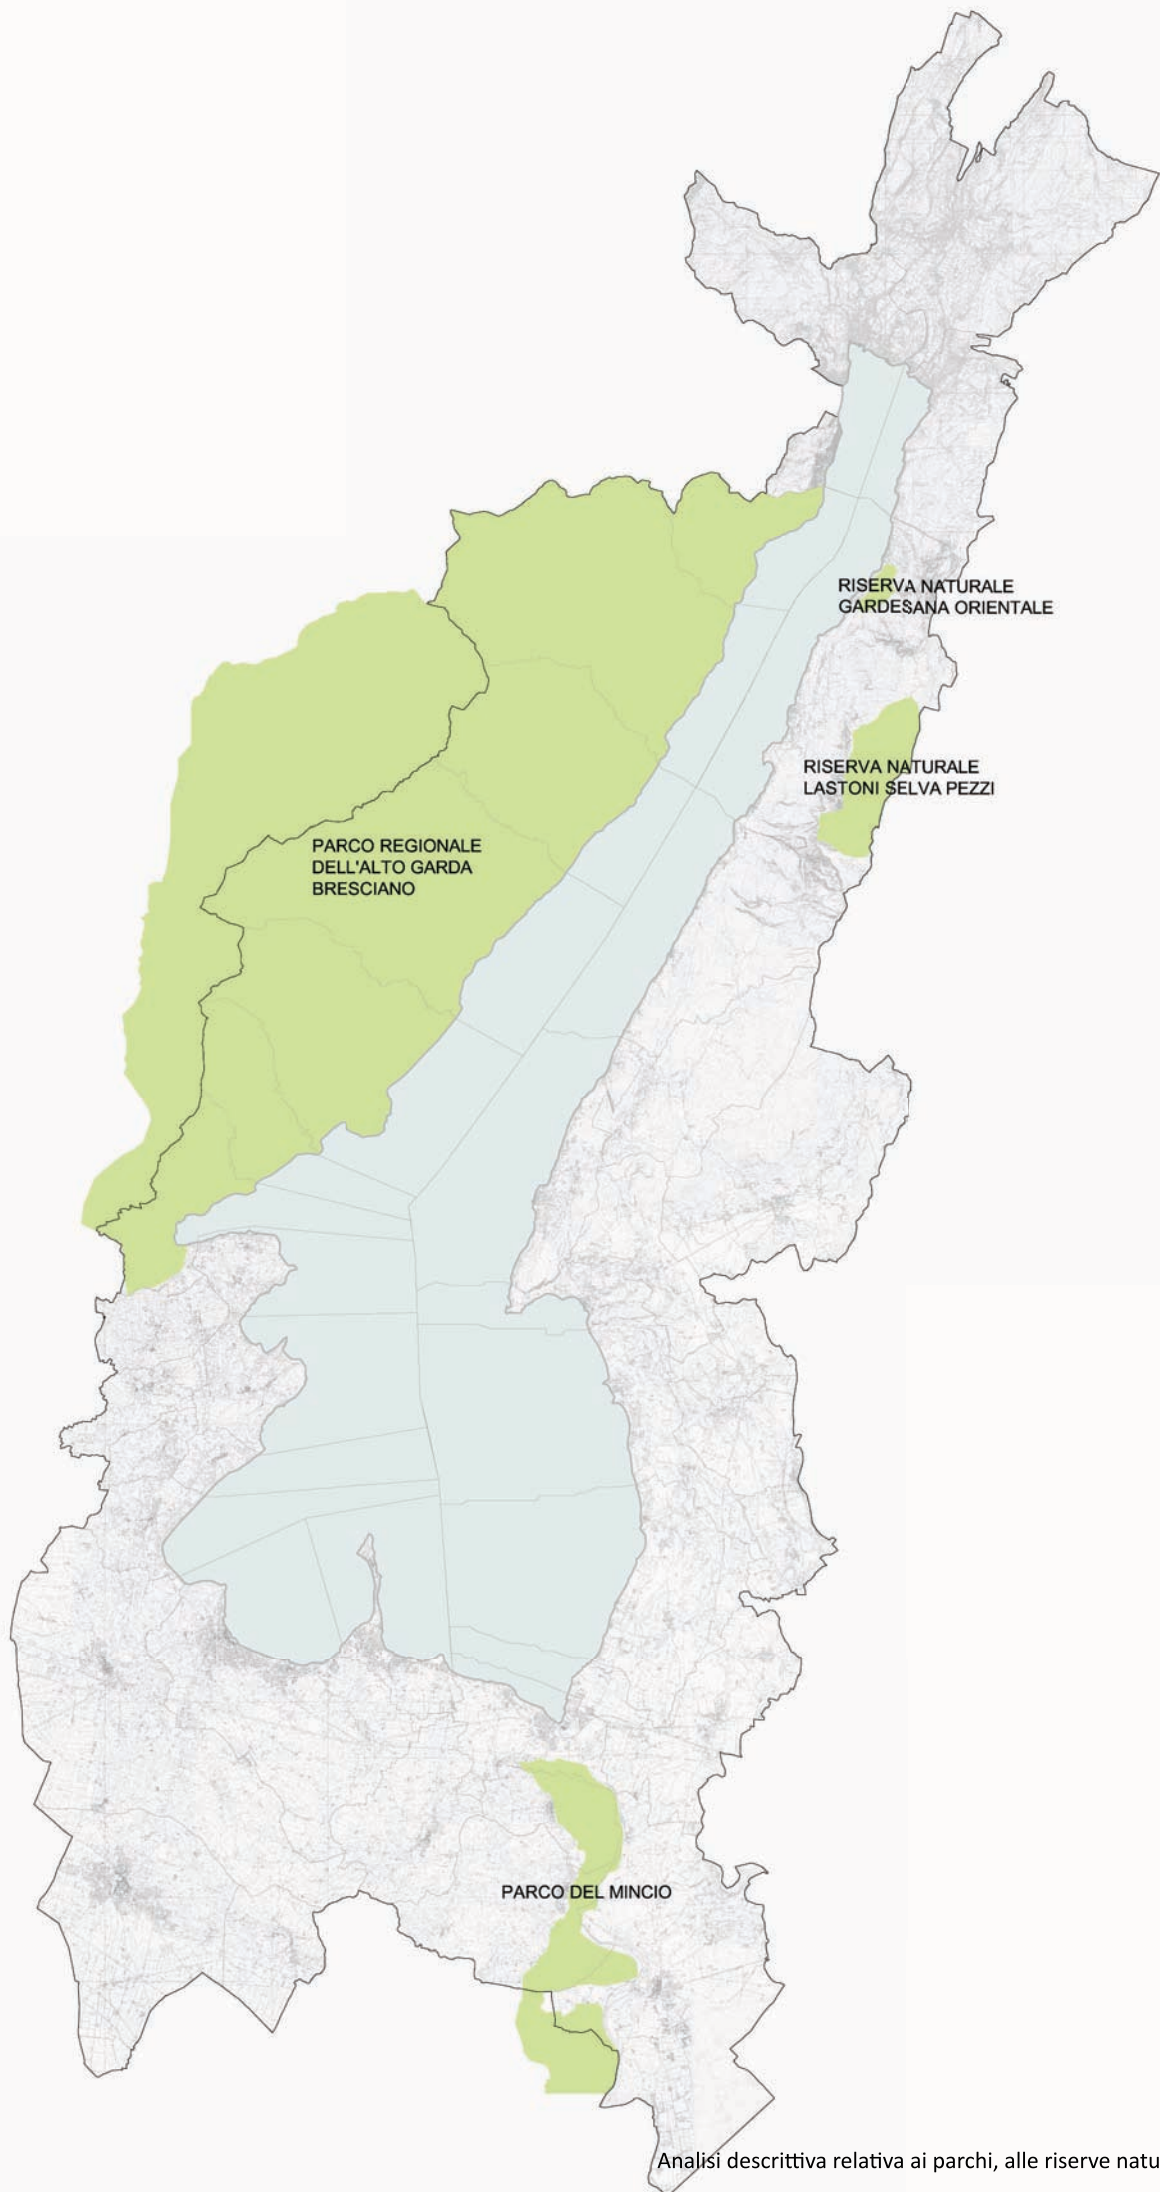 RISERVA NATURALE
GARDESANA ORIENTALE
RISERVA NATURALE
LASTONI SELVA PEZZI
PARCO REGIONALE
DELL'ALTO GARDA
BRESCIANO
PARCO DEL MINCIO
Analisi descrittiva relativa ai parchi, alle riserve natu